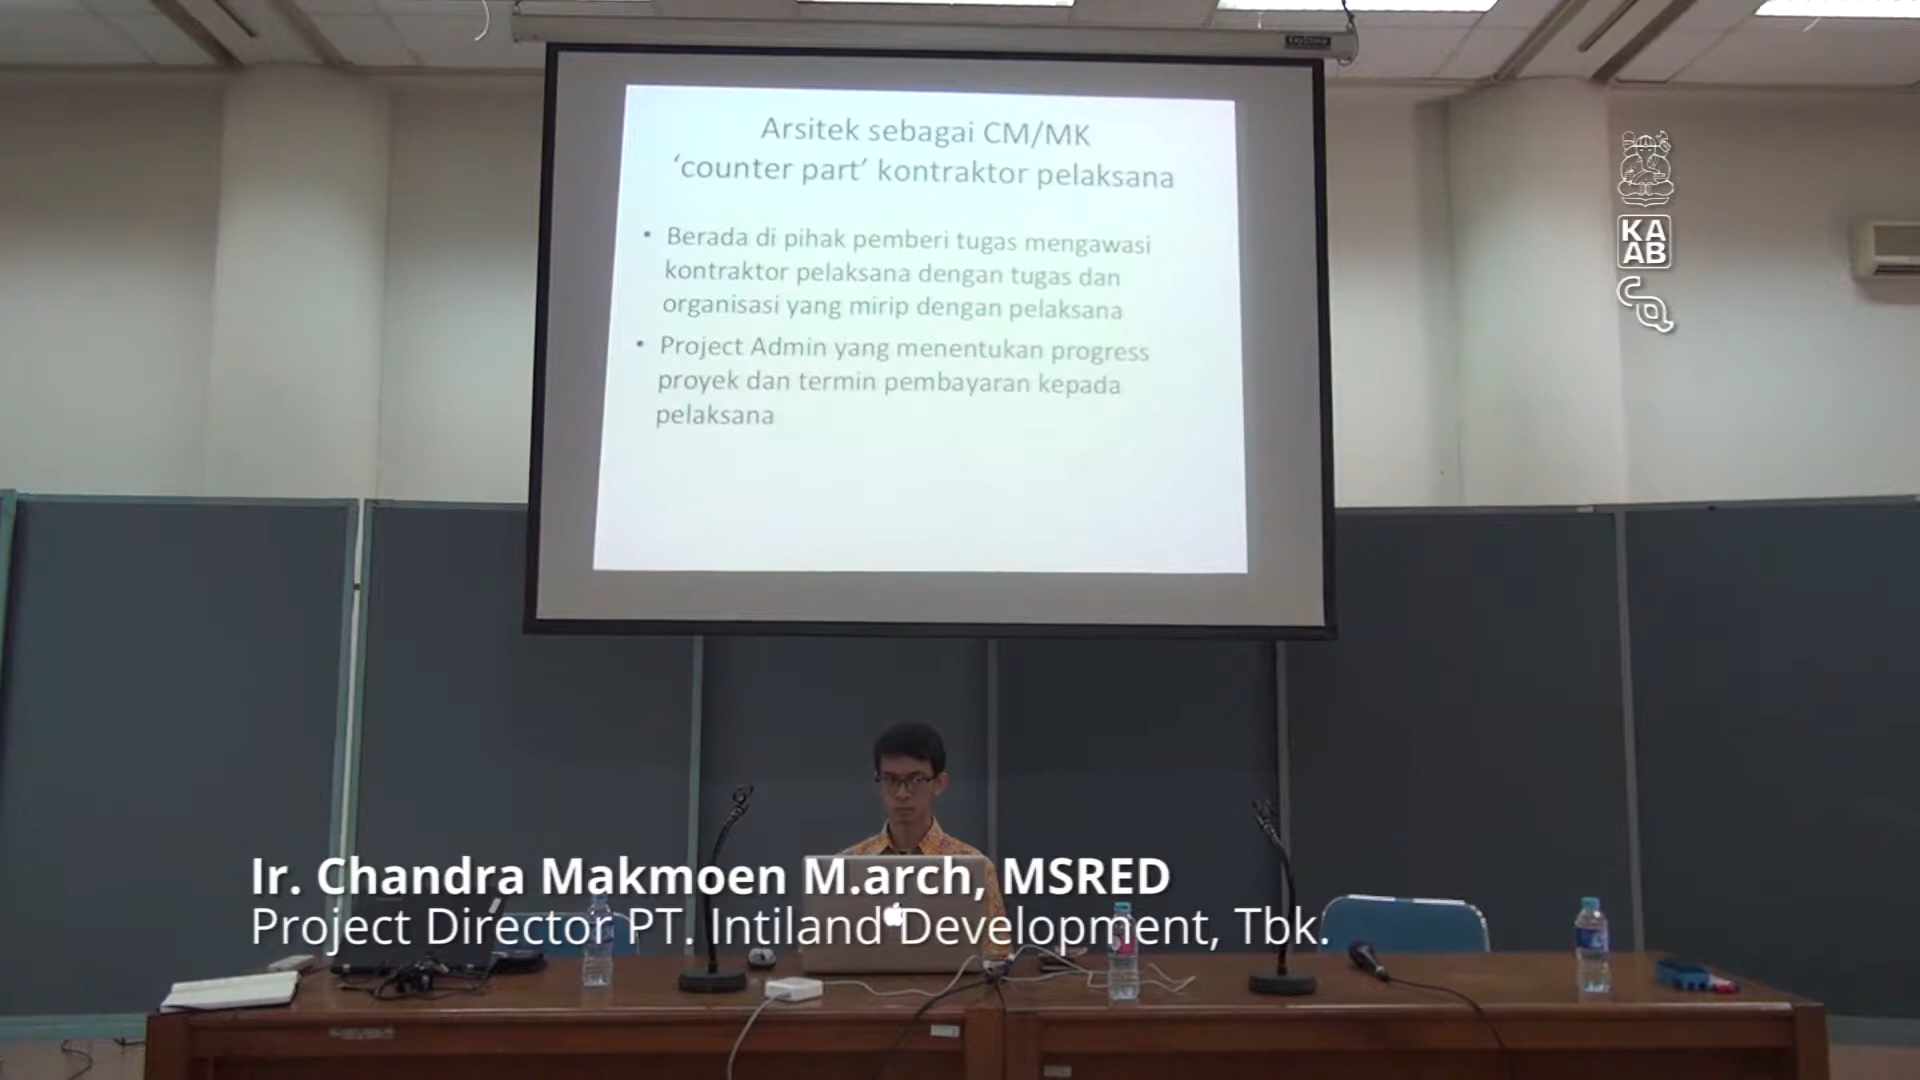 Arsitek sebagai CM/MK
‘counter part’ kontraktor pelaksana
• Berada di pihak pemberi tugas mengawasi
kontraktor pelaksana dengan tugas dan
organisasi yang mirip dengan pelaksana
• Project Admin yang menentukan progress
proyek dan termin pembayaran kepada
pelaksana
KA
AB
Ir. Chandra Makmoen M.arch, MSRED
Project Director PT. Intiland Development, Tbk.